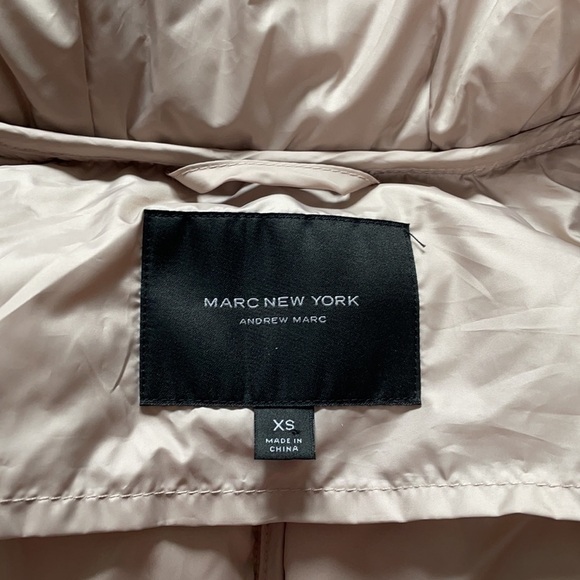 MARC NEW YORK
ANDREW MARC
XS
MADE IN
CHINA